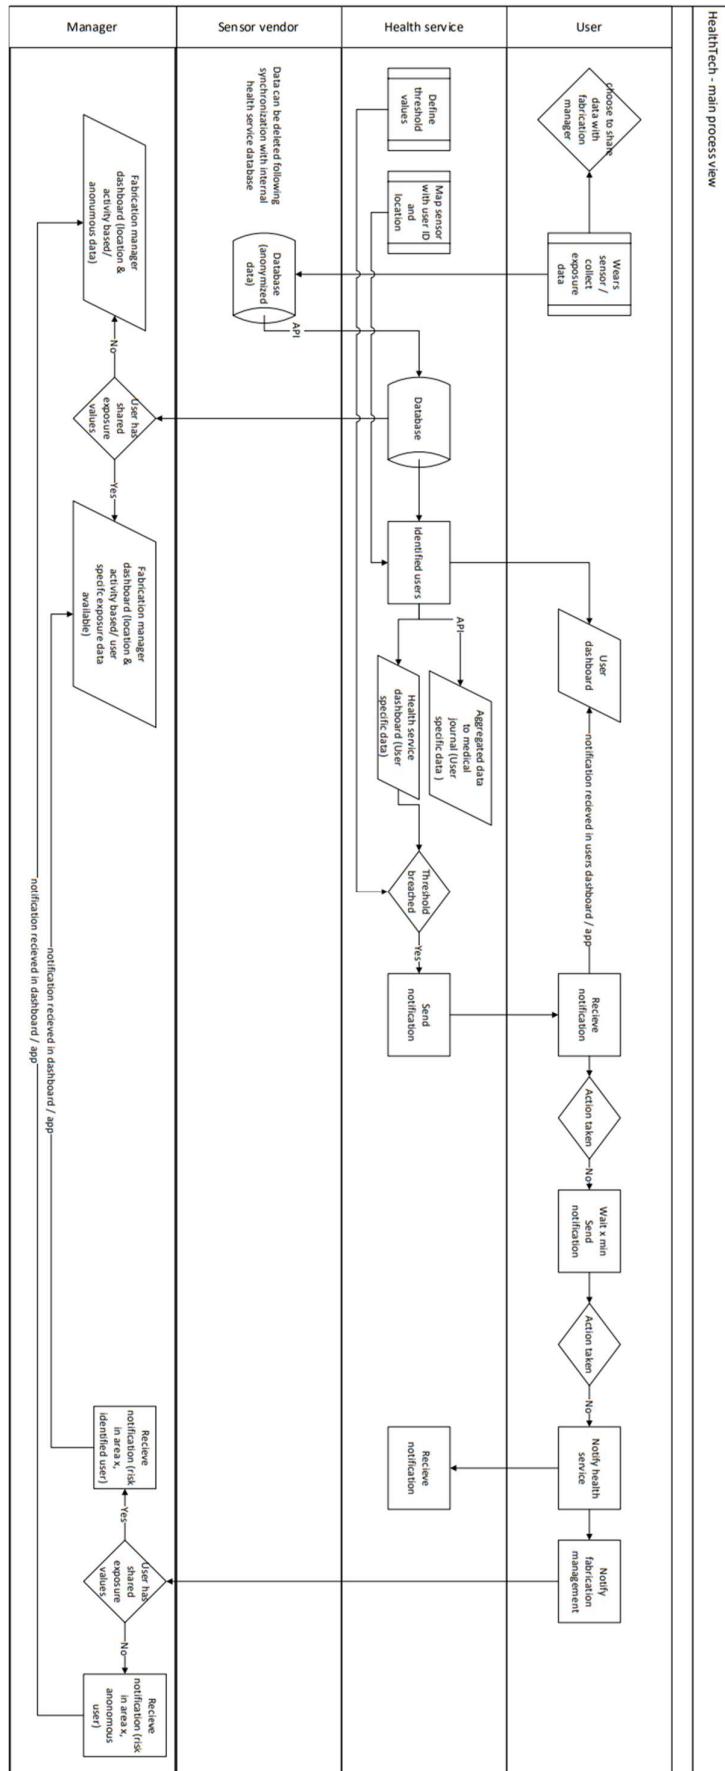 HealthTech - main process view
User
choose to share
data with
fabrication
manager
Wears
sensor /
collect
exposure
data
User
dashboard
notification recieved in users dashboard / app
Recieve
notification
Action taken
No
Wait x min
Send
notification
Action taken
No
Notify health
service
Notify
fabrication
management
Health service
Define
threshold
values
Map sensor
with user ID
and
location
Database
Identified users
API
Aggregated data
to medical
journal (User
specific data )
Health service
dashboard (User
specific data)
Threshold
breached
Yes
Send
notification
Recieve
notification
Sensor vendor
Data can be deleted following
synchronization with internal
health service database
Database
(anonymized
data)
API
Manager
Fabrication manager
dashboard (location &
activity based/
anonumous data)
No
User has
shared
exposure
values
Yes
Fabrication manager
dashboard (location &
activity based/ user
specifc exposure data
available)
notification recieved in dashboard / app
notification recieved in dashboard / app
Recieve
notification (risk
in area x,
identified user)
Yes
User has
shared
exposure
values
No
Recieve
notification (risk
in area x,
anonomous
user)